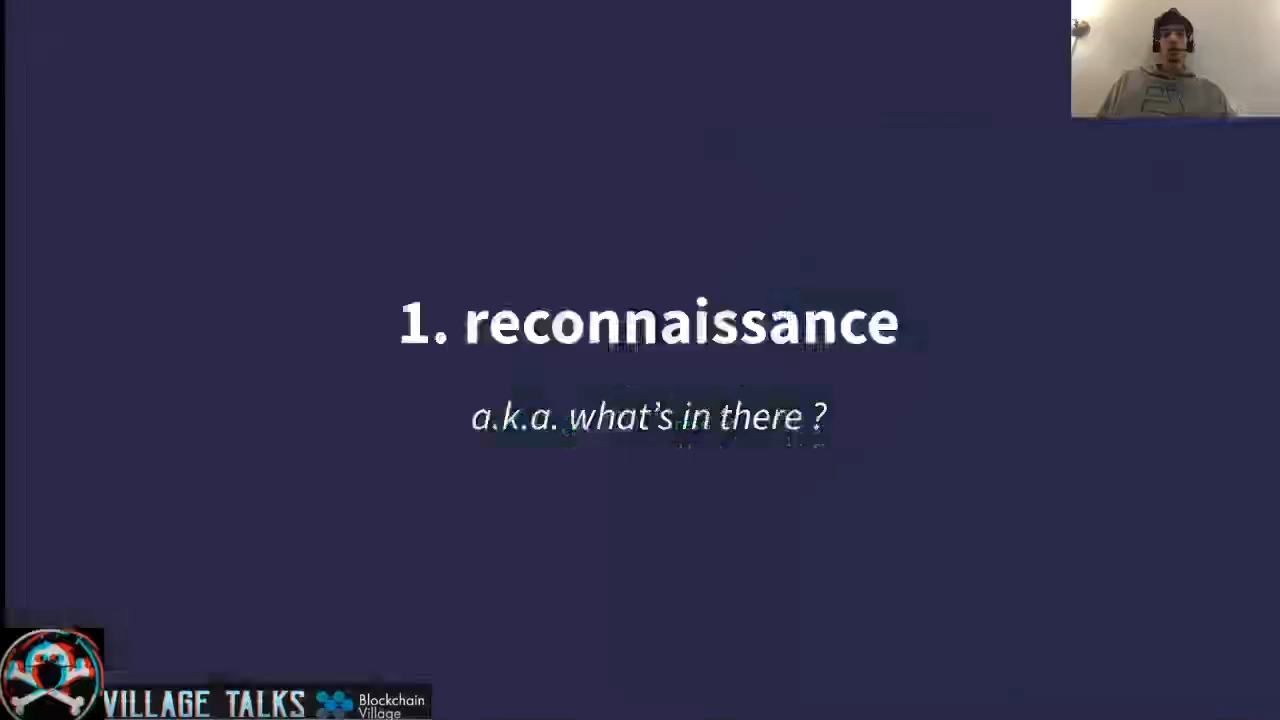 1. reconnaissance
a.k.a. what's in there ?
VILLAGE TALKS
Blockchain
Village